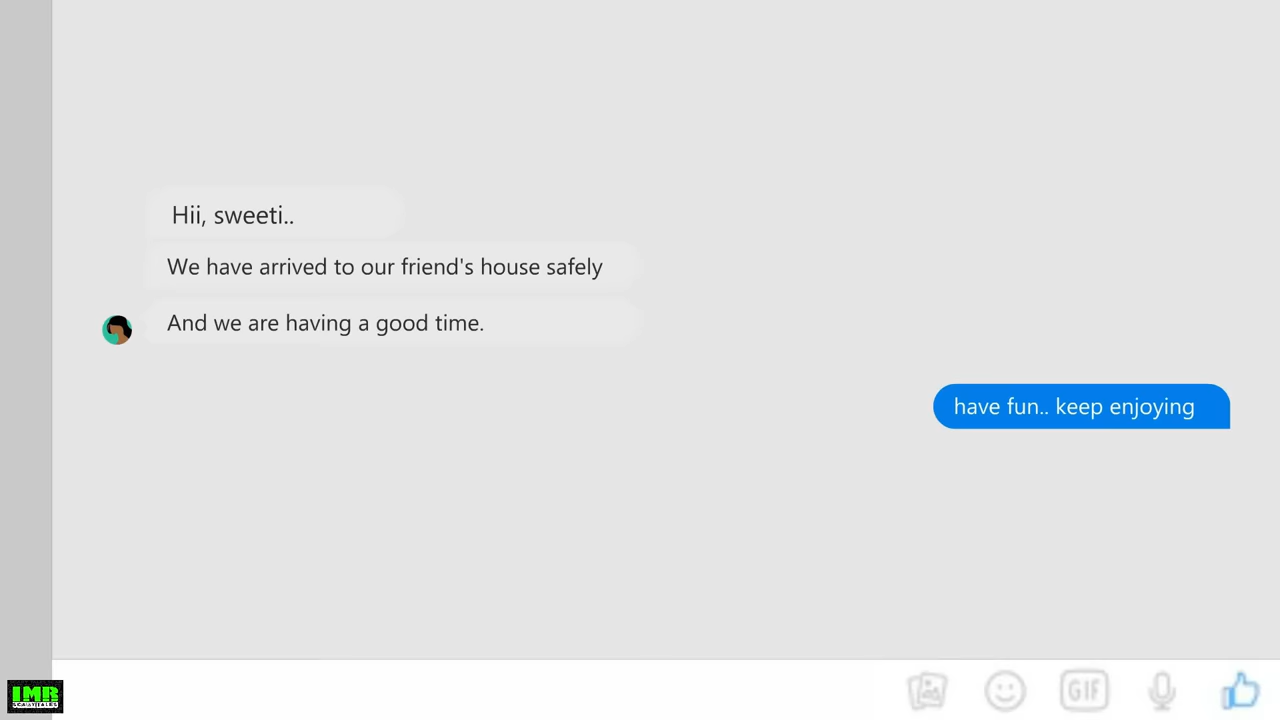 Hii, sweeti..
We have arrived to our friend's house safely
And we are having a good time.
have fun.. keep enjoying
GIF
IMR